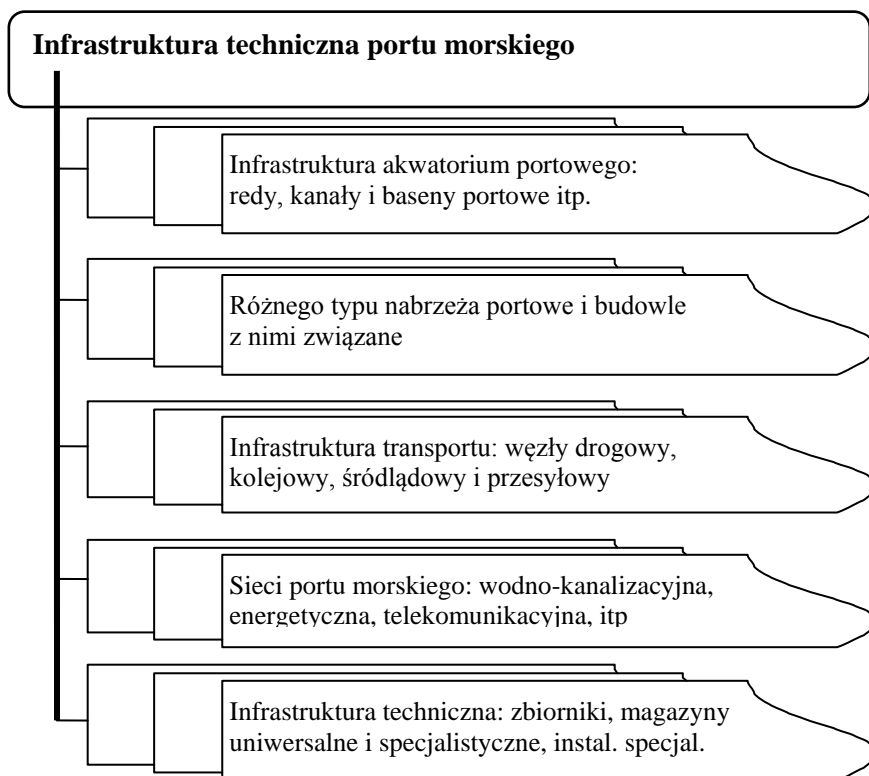 Infrastruktura techniczna portu morskiego
Infrastruktura akwatorium portowego:
redy, kanały i baseny portowe itp.
Różnego typu nabrzeża portowe i budowle
z nimi związane
Infrastruktura transportu: węzły drogowy,
kolejowy, śródlądowy i przesyłowy
Sieci portu morskiego: wodno-kanalizacyjna,
energetyczna, telekomunikacyjna, itp
Infrastruktura techniczna: zbiorniki, magazyny
uniwersalne i specjalistyczne, instal. specjal.